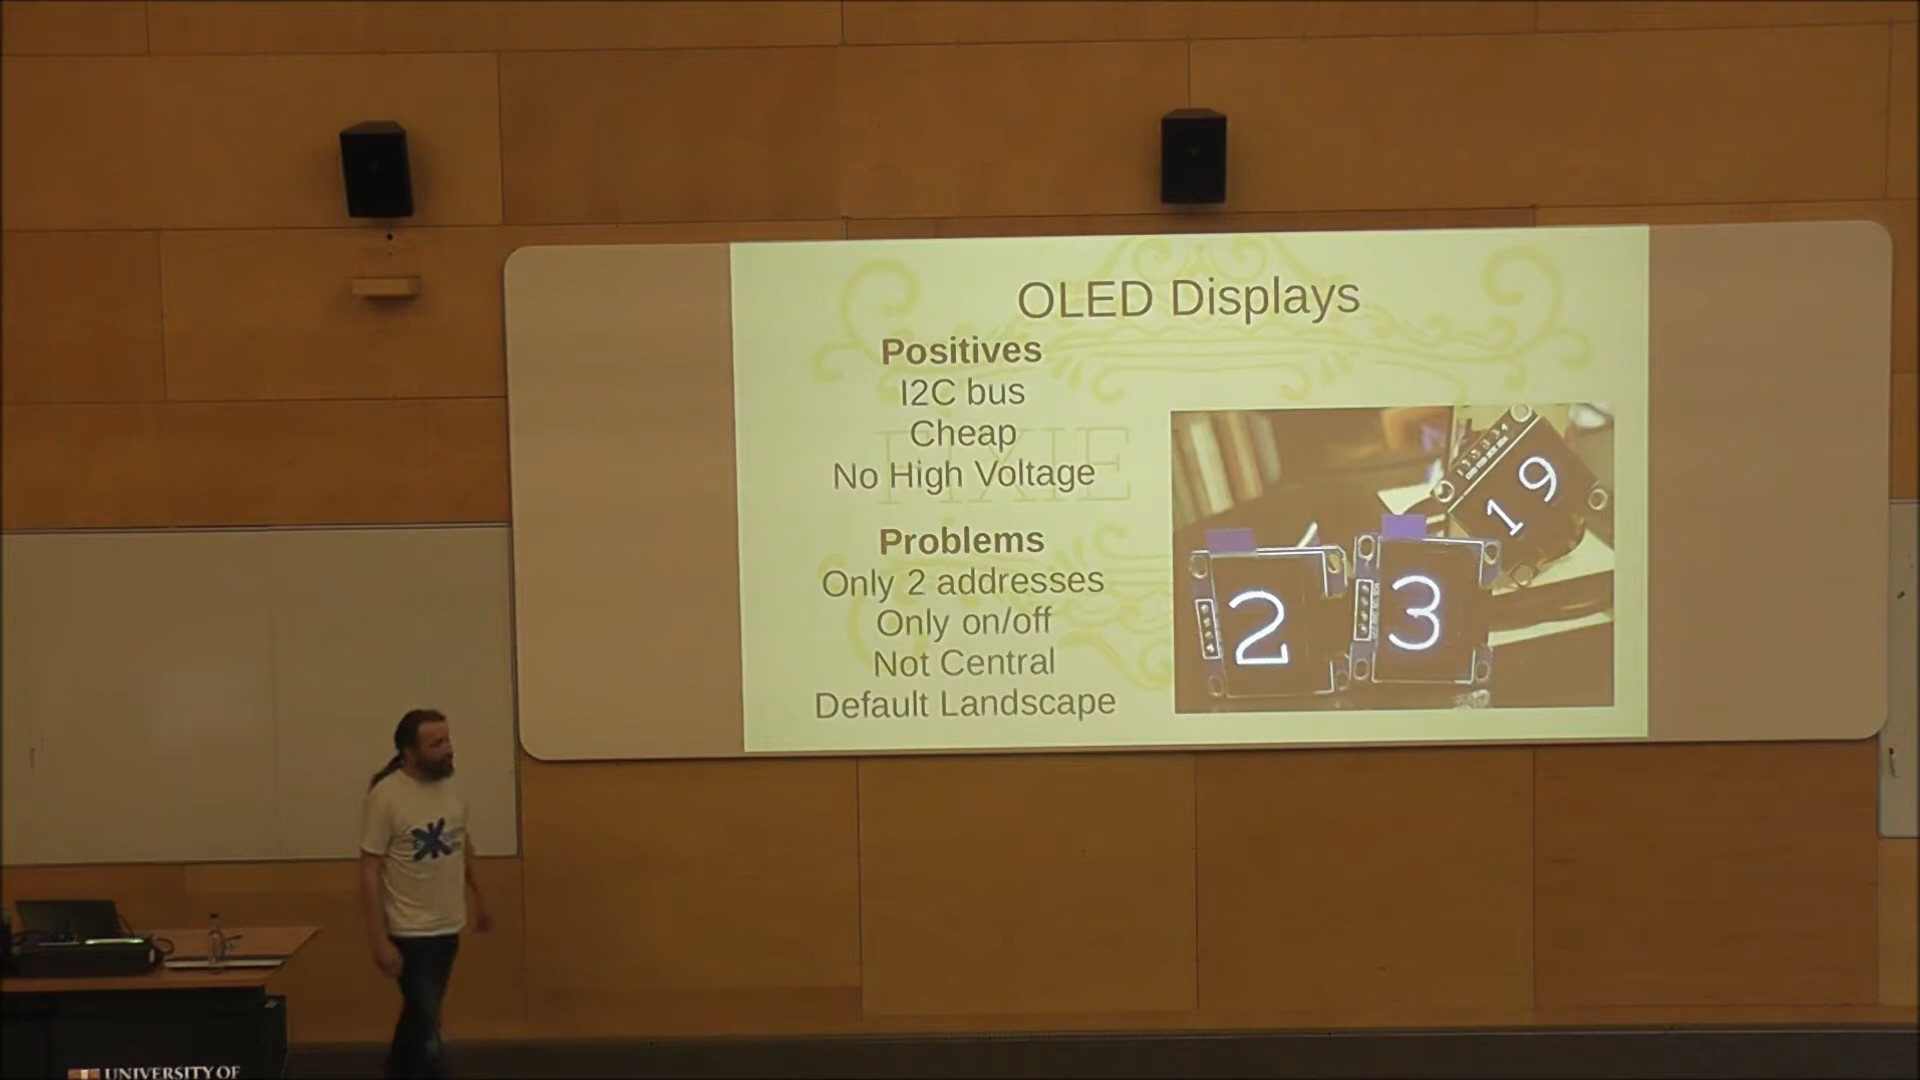 OLED Displays
Positives
I2C bus
Cheap
No High Voltage
Problems
Only 2 addresses
Only on/off
Not Central
Default Landscape
19
2
3
UNIVERSITY OF